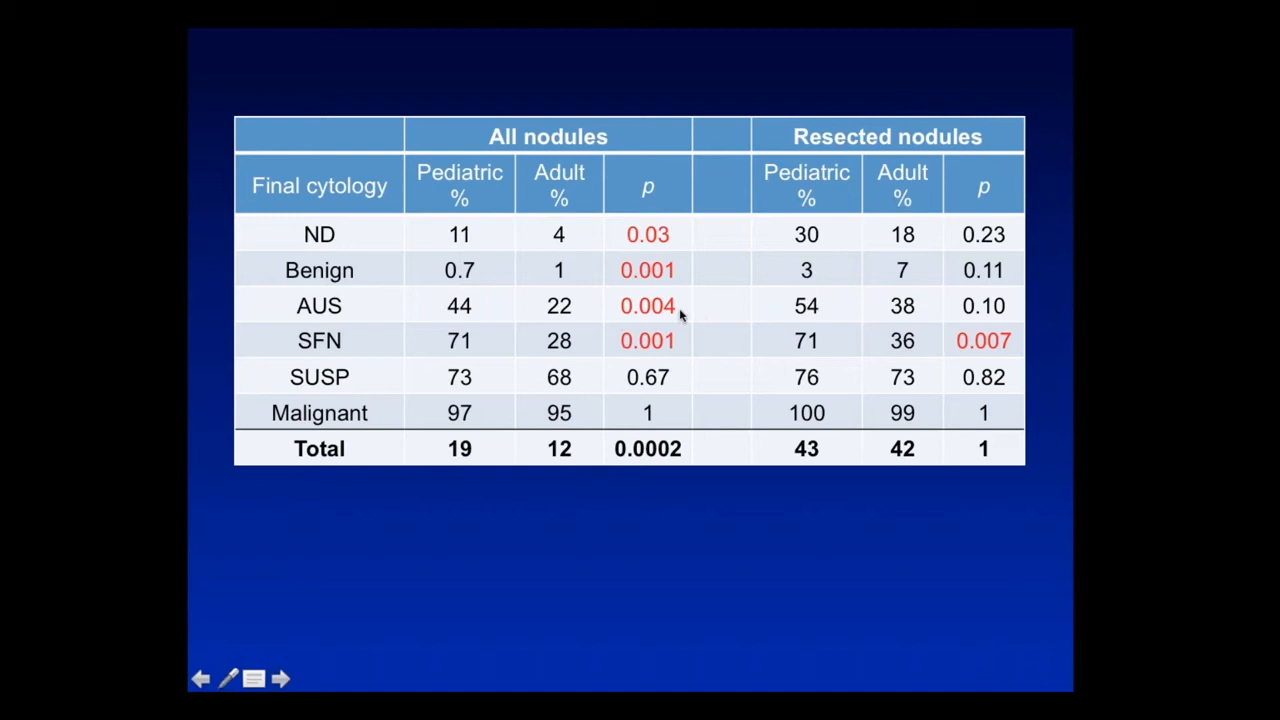 All nodules Resected nodules
Final cytology Pediatric % Adult % p Pediatric % Adult % p
ND 11 4 0.03 30 18 0.23
Benign 0.7 1 0.001 3 7 0.11
AUS 44 22 0.004 54 38 0.10
SFN 71 28 0.001 71 36 0.007
SUSP 73 68 0.67 76 73 0.82
Malignant 97 95 1 100 99 1
Total 19 12 0.0002 43 42 1